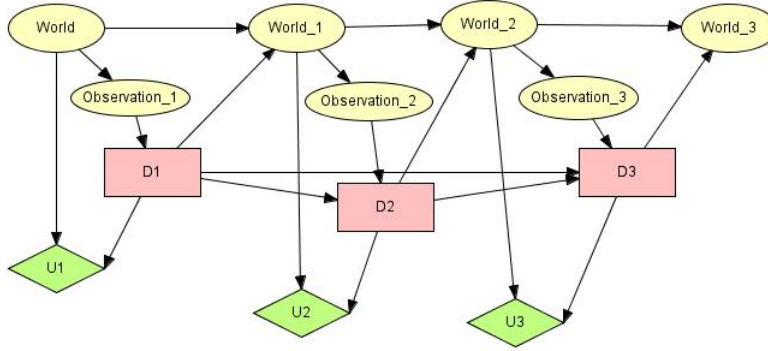 World
World_1
World_2
World_3
Observation_1
Observation_2
Observation_3
D1
D2
D3
U1
U2
U3